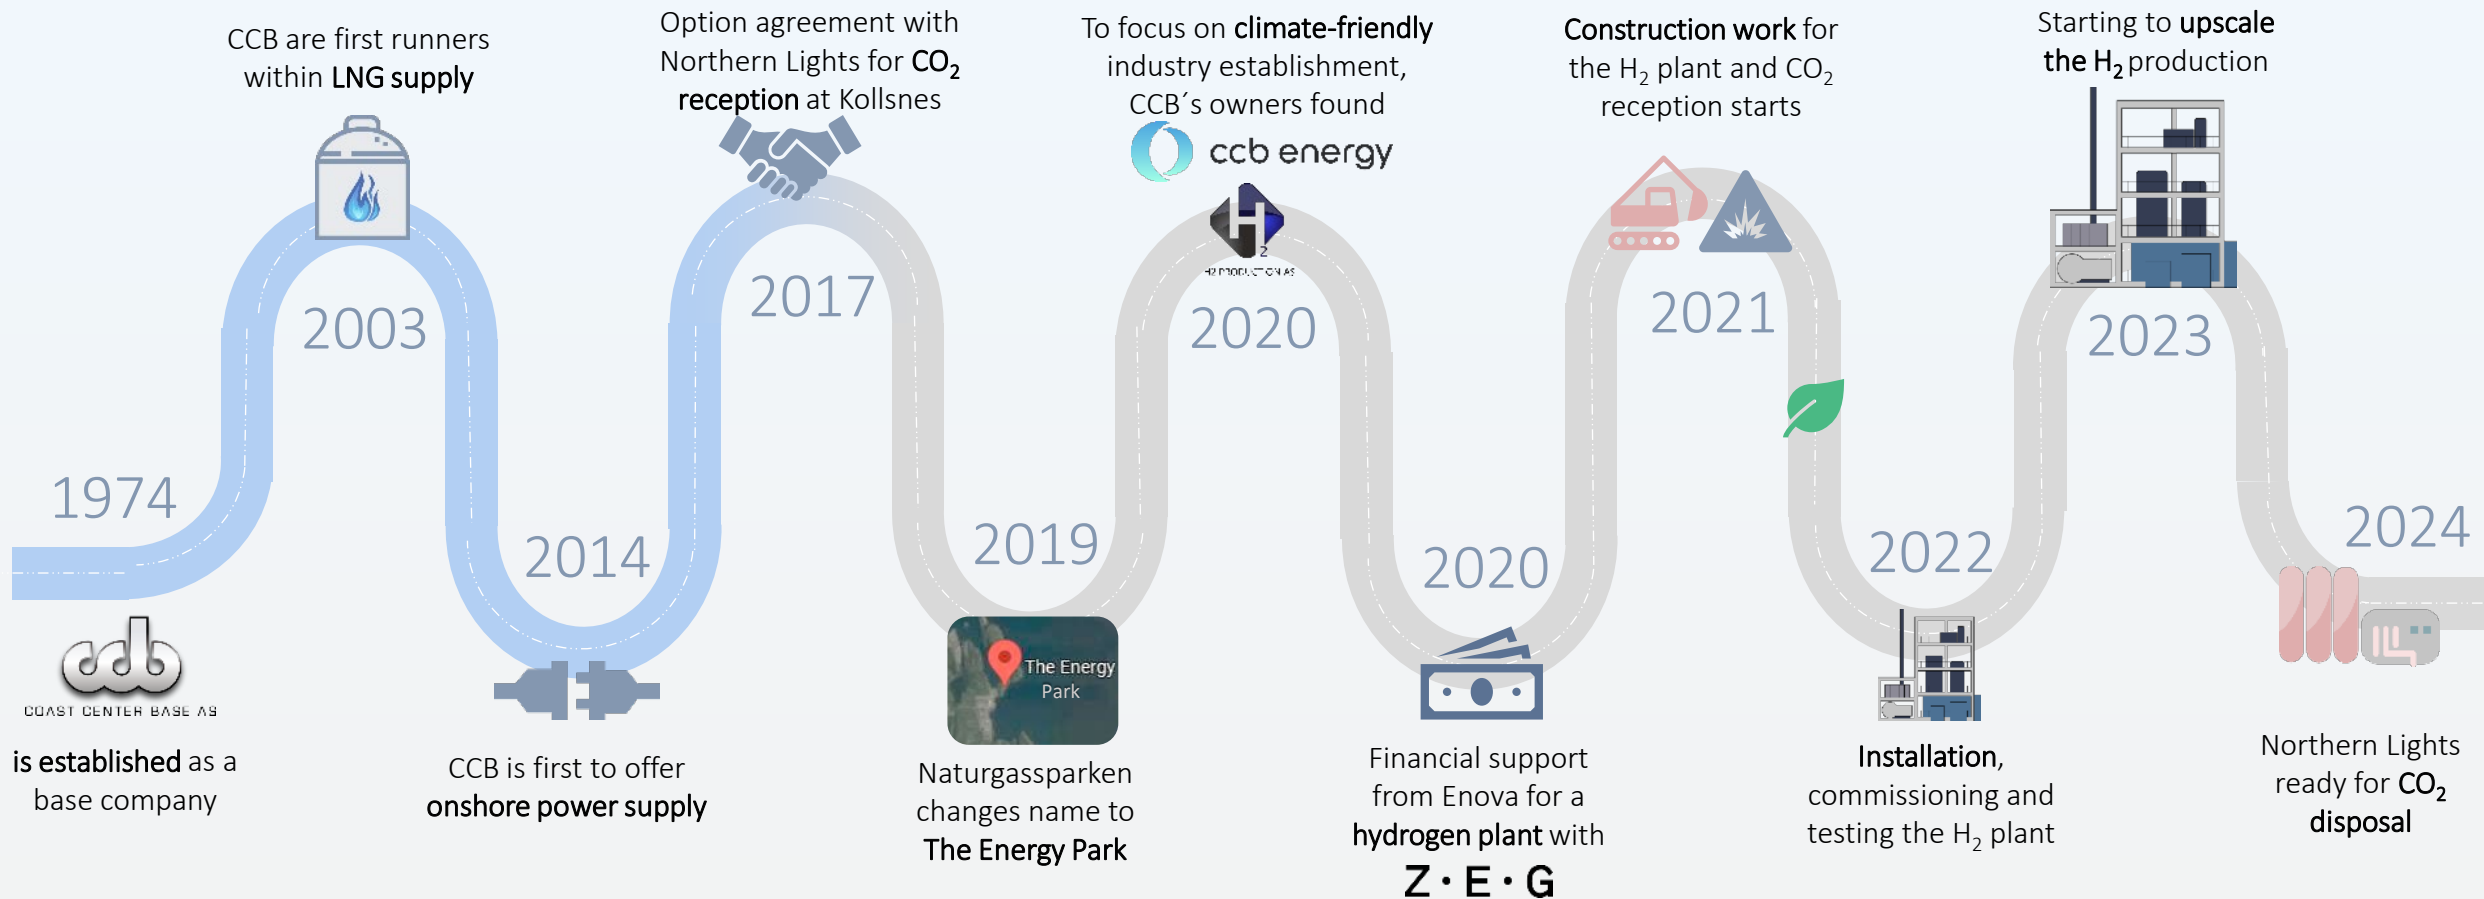 1974
COAST CENTER BASE AS
is established as a
base company
CCB are first runners
within LNG supply
2003
2014
CCB is first to offer
onshore power supply
Option agreement with
Northern Lights for CO₂
reception at Kollsnes
2017
2019
The Energy
Park
Naturgassparken
changes name to
The Energy Park
To focus on climate-friendly
industry establishment,
CCB´s owners found
ccb energy
H2
H2 PRODUCTION AS
2020
2020
Financial support
from Enova for a
hydrogen plant with
Z·E·G
Construction work for
the H₂ plant and CO₂
reception starts
2021
2022
Installation,
commissioning and
testing the H₂ plant
Starting to upscale
the H₂ production
2023
2024
Northern Lights
ready for CO₂
disposal